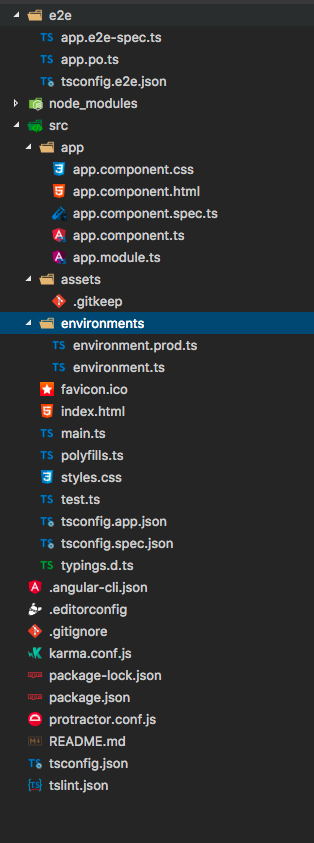 e2e
TS app.e2e-spec.ts
TS app.po.ts
TS tsconfig.e2e.json
node_modules
src
app
app.component.css
app.component.html
app.component.spec.ts
app.component.ts
app.module.ts
assets
.gitkeep
environments
TS environment.prod.ts
TS environment.ts
favicon.ico
index.html
TS main.ts
TS polyfills.ts
styles.css
TS test.ts
TS tsconfig.app.json
TS tsconfig.spec.json
TS typings.d.ts
.angular-cli.json
.editorconfig
.gitignore
karma.conf.js
package-lock.json
package.json
protractor.conf.js
README.md
TS tsconfig.json
TS tslint.json